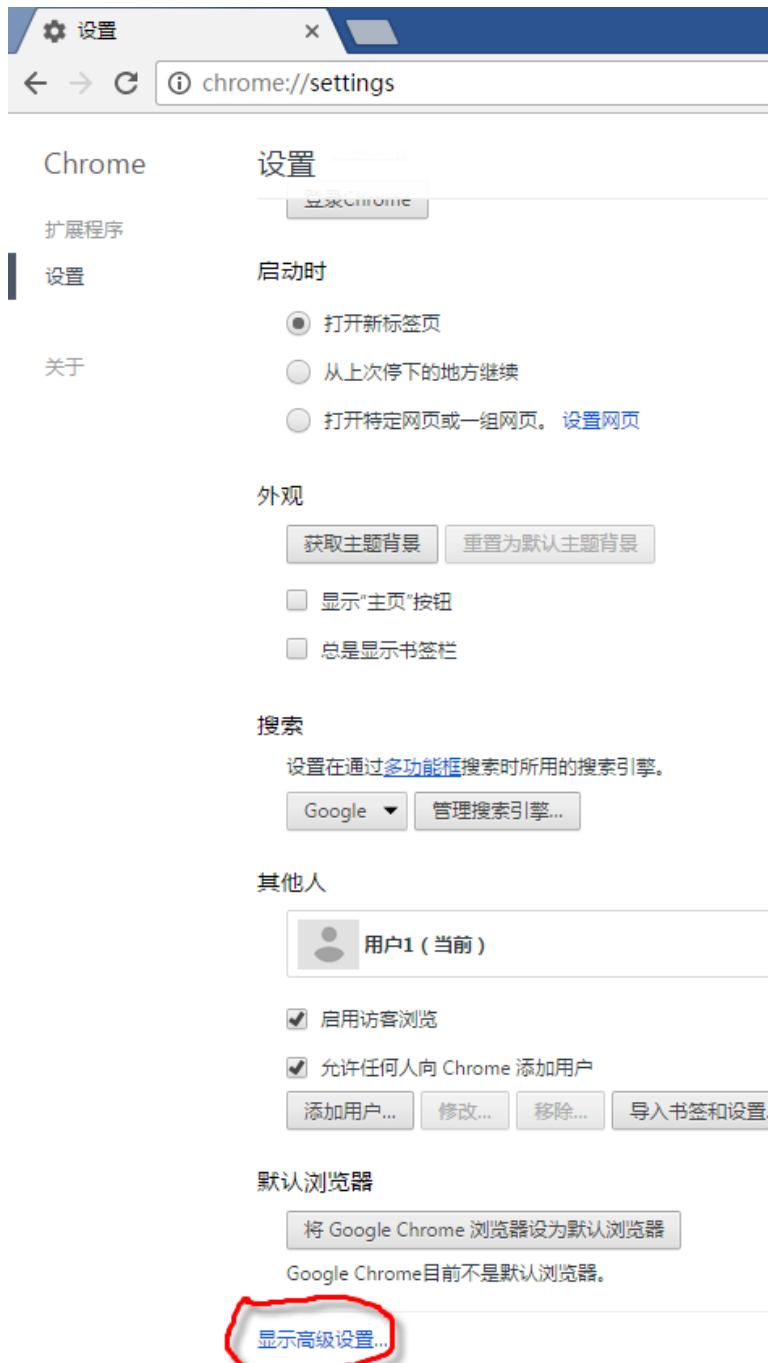 设置
chrome://settings
Chrome
设置
登录Chrome
扩展程序
设置
关于
启动时
打开新标签页
从上次停下的地方继续
打开特定网页或一组网页。 设置网页
外观
获取主题背景 重置为默认主题背景
显示“主页”按钮
总是显示书签栏
搜索
设置在通过多功能框搜索时所用的搜索引擎。
Google 管理搜索引擎...
其他人
用户1（当前）
启用访客浏览
允许任何人向 Chrome 添加用户
添加用户... 修改... 移除... 导入书签和设置
默认浏览器
将 Google Chrome 浏览器设为默认浏览器
Google Chrome目前不是默认浏览器。
显示高级设置...